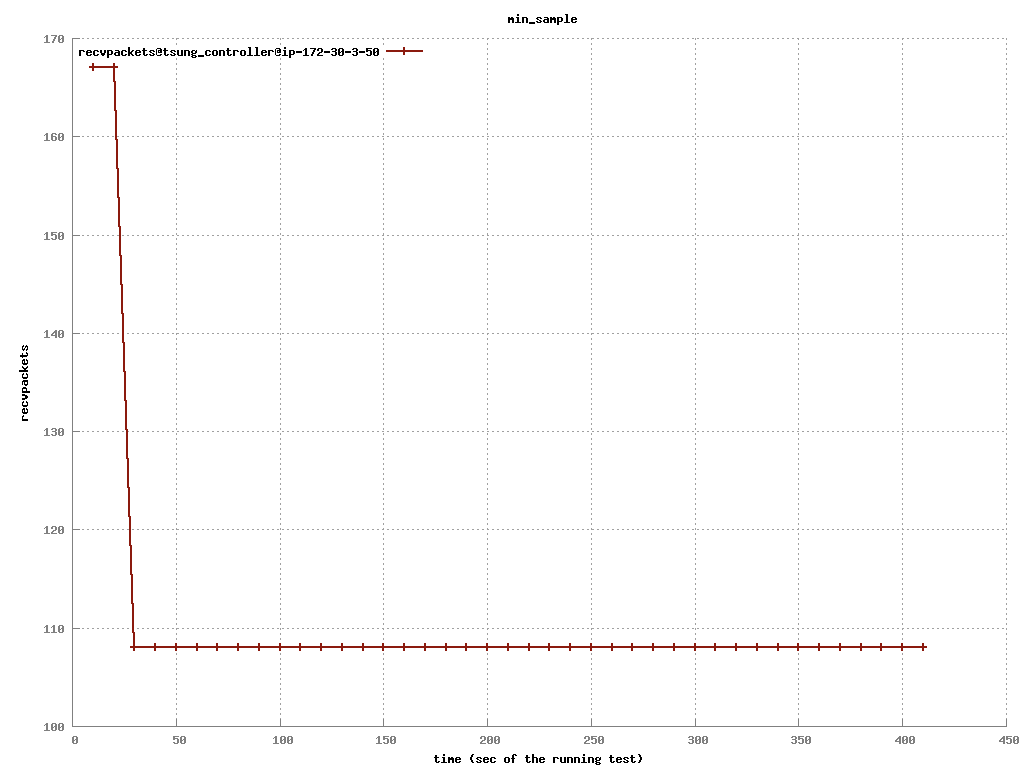 min_sample
170
recvpackets@tsung_controller@ip-172-30-3-50
160
150
140
recvpackets
130
120
110
100
0 50 100 150 200 250 300 350 400 450
time (sec of the running test)